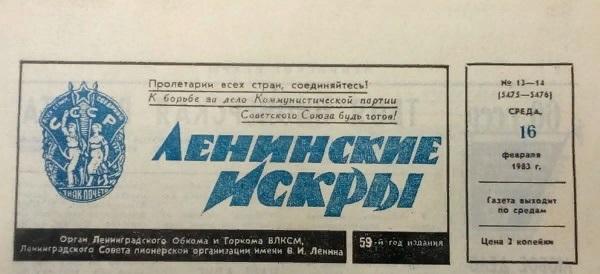 Пролетарии всех стран, соединяйтесь!
К борьбе за дело Коммунистической партии
Советского Союза будь готов!
СССР
ЗНАК ПОЧЕТА
ЛЕНИНСКИЕ
ИСКРЫ
Орган Ленинградского Обкома и Горкома ВЛКСМ,
Ленинградского Совета пионерской организации имени В. И. Ленина
59-й год издания
№ 13—14
(5475—5476)
СРЕДА,
16
февраля
1983 г.
Газета выходит
по средам
Цена 2 копейки